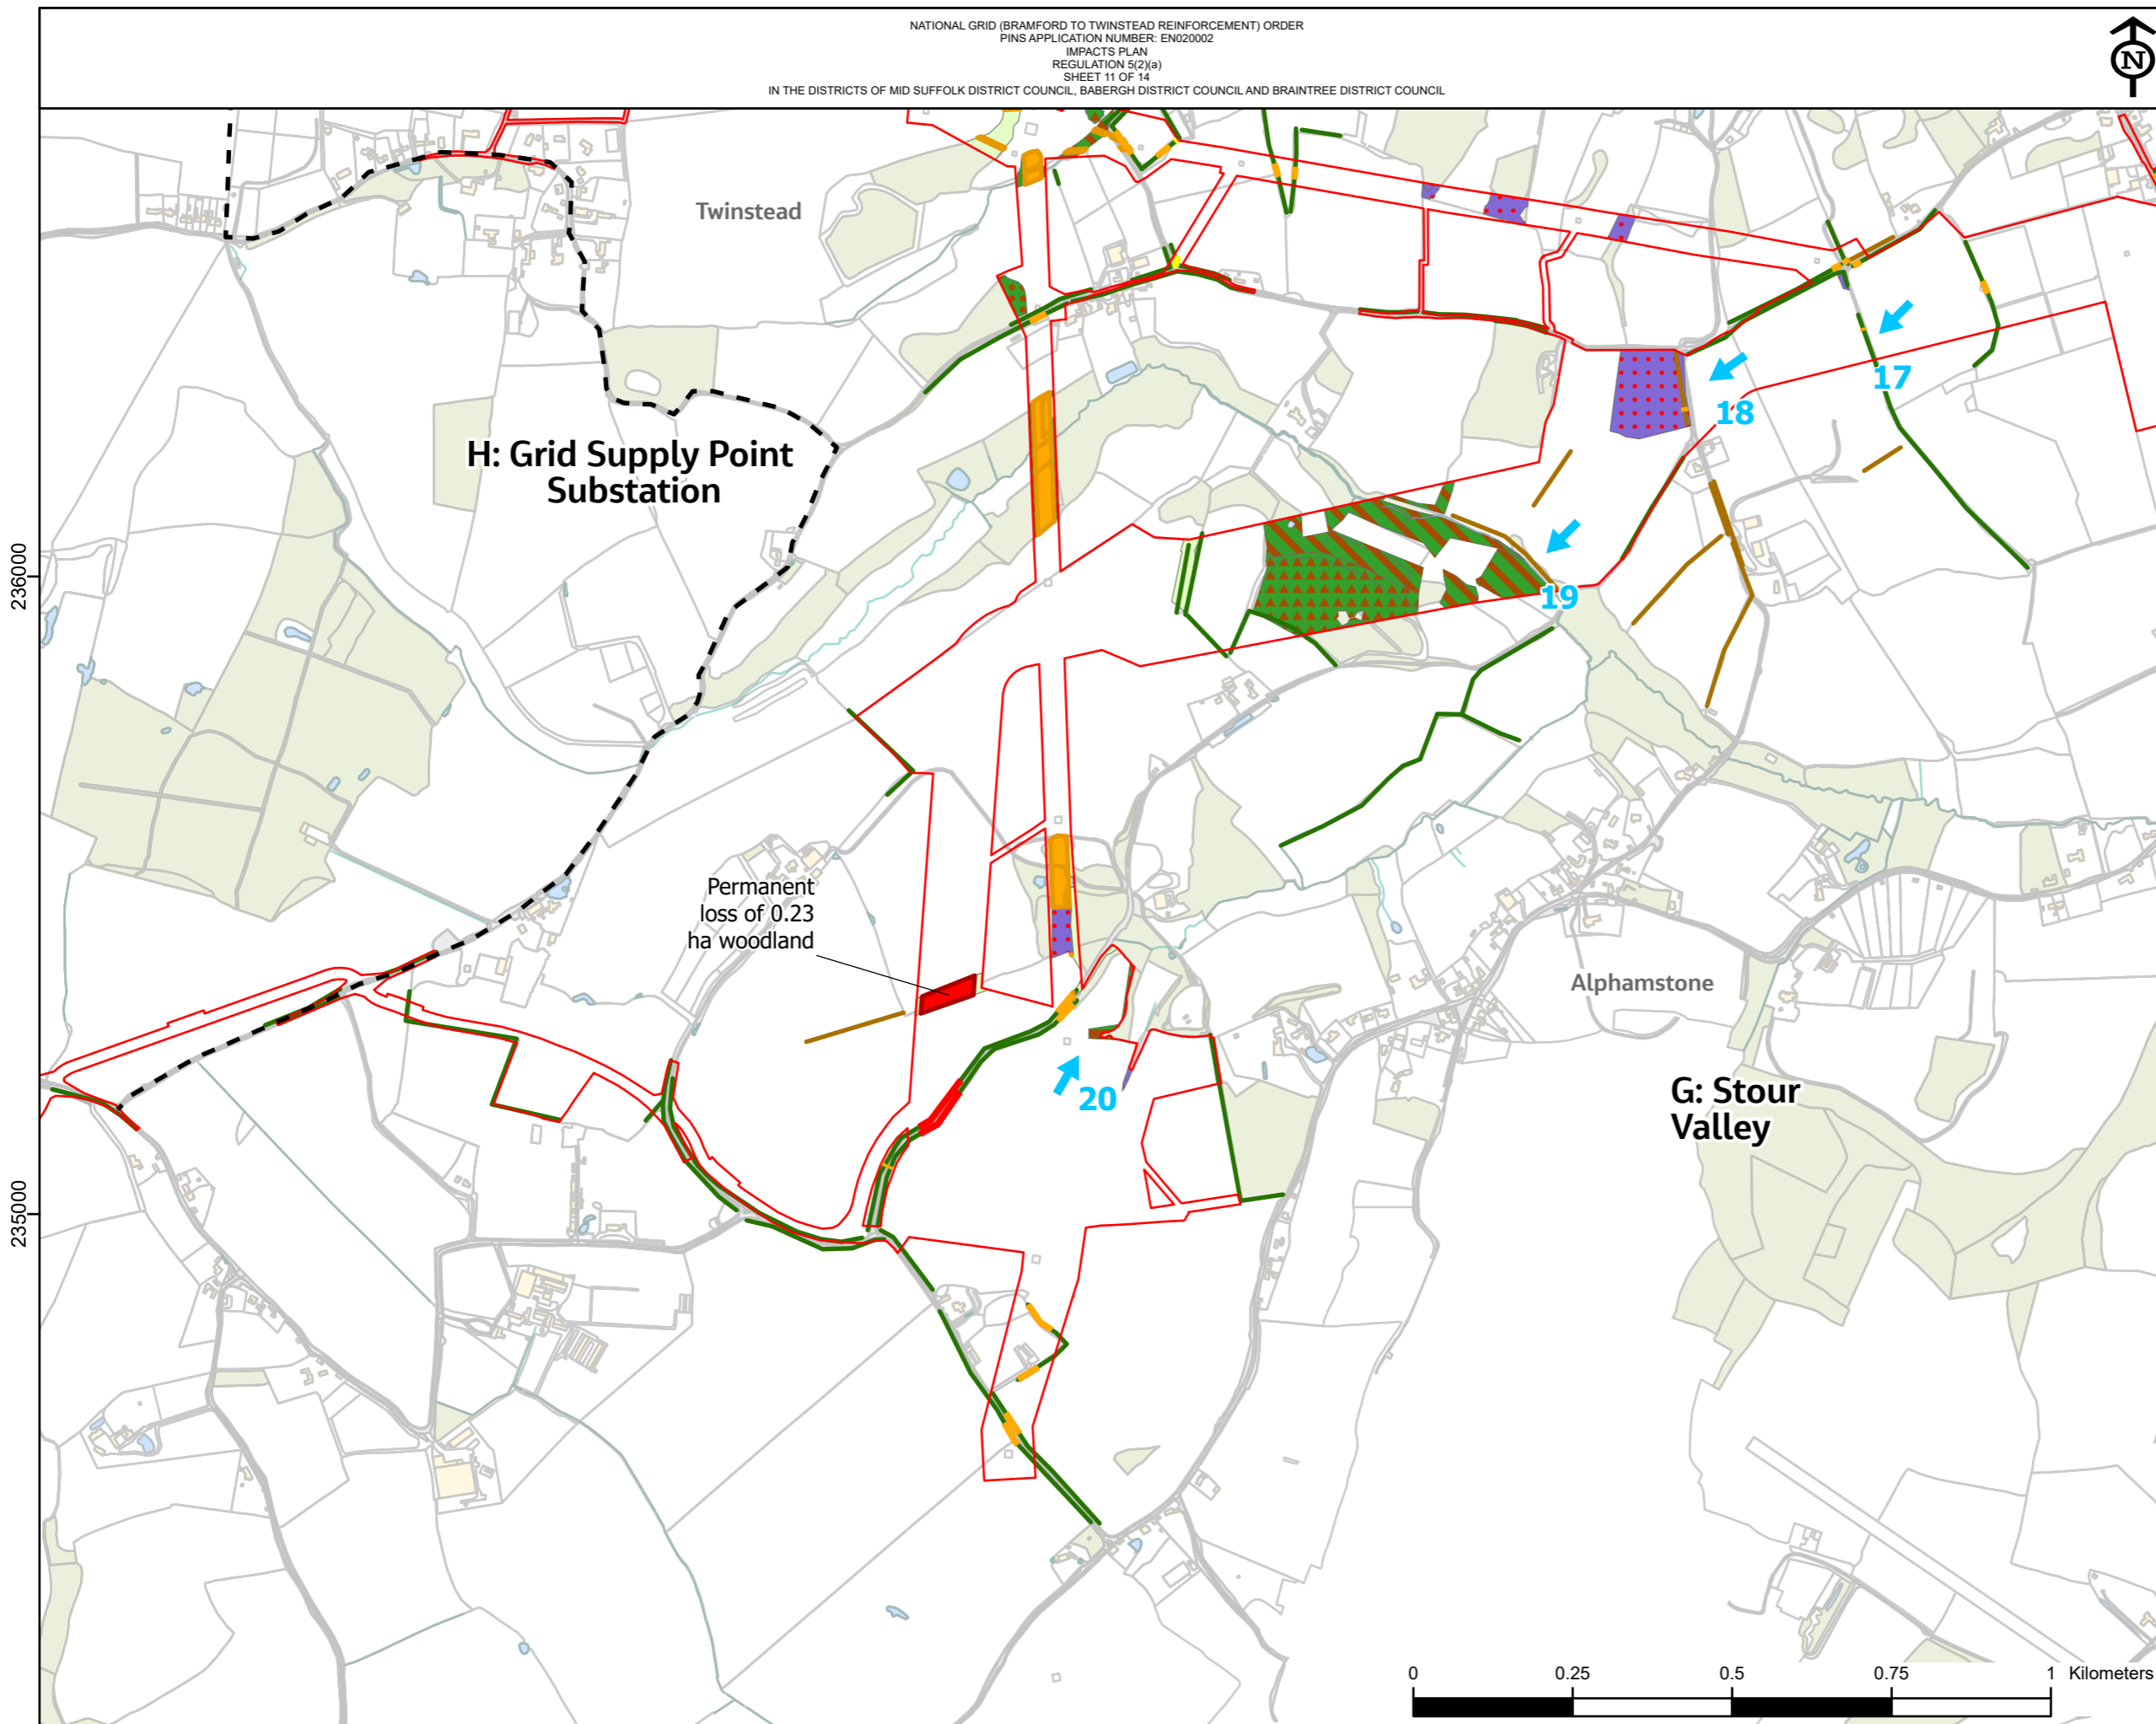 NATIONAL GRID (BRAMFORD TO TWINSTEAD REINFORCEMENT) ORDER
PINS APPLICATION NUMBER: EN020002
IMPACTS PLAN
REGULATION 5(2)(a)
SHEET 11 OF 14
IN THE DISTRICTS OF MID SUFFOLK DISTRICT COUNCIL, BABERGH DISTRICT COUNCIL AND BRAINTREE DISTRICT COUNCIL
N
Twinstead
17
18
H: Grid Supply Point
Substation
236000
19
Permanent
loss of 0.23
ha woodland
Alphamstone
20
G: Stour
Valley
235000
0 0.25 0.5 0.75 1 Kilometers